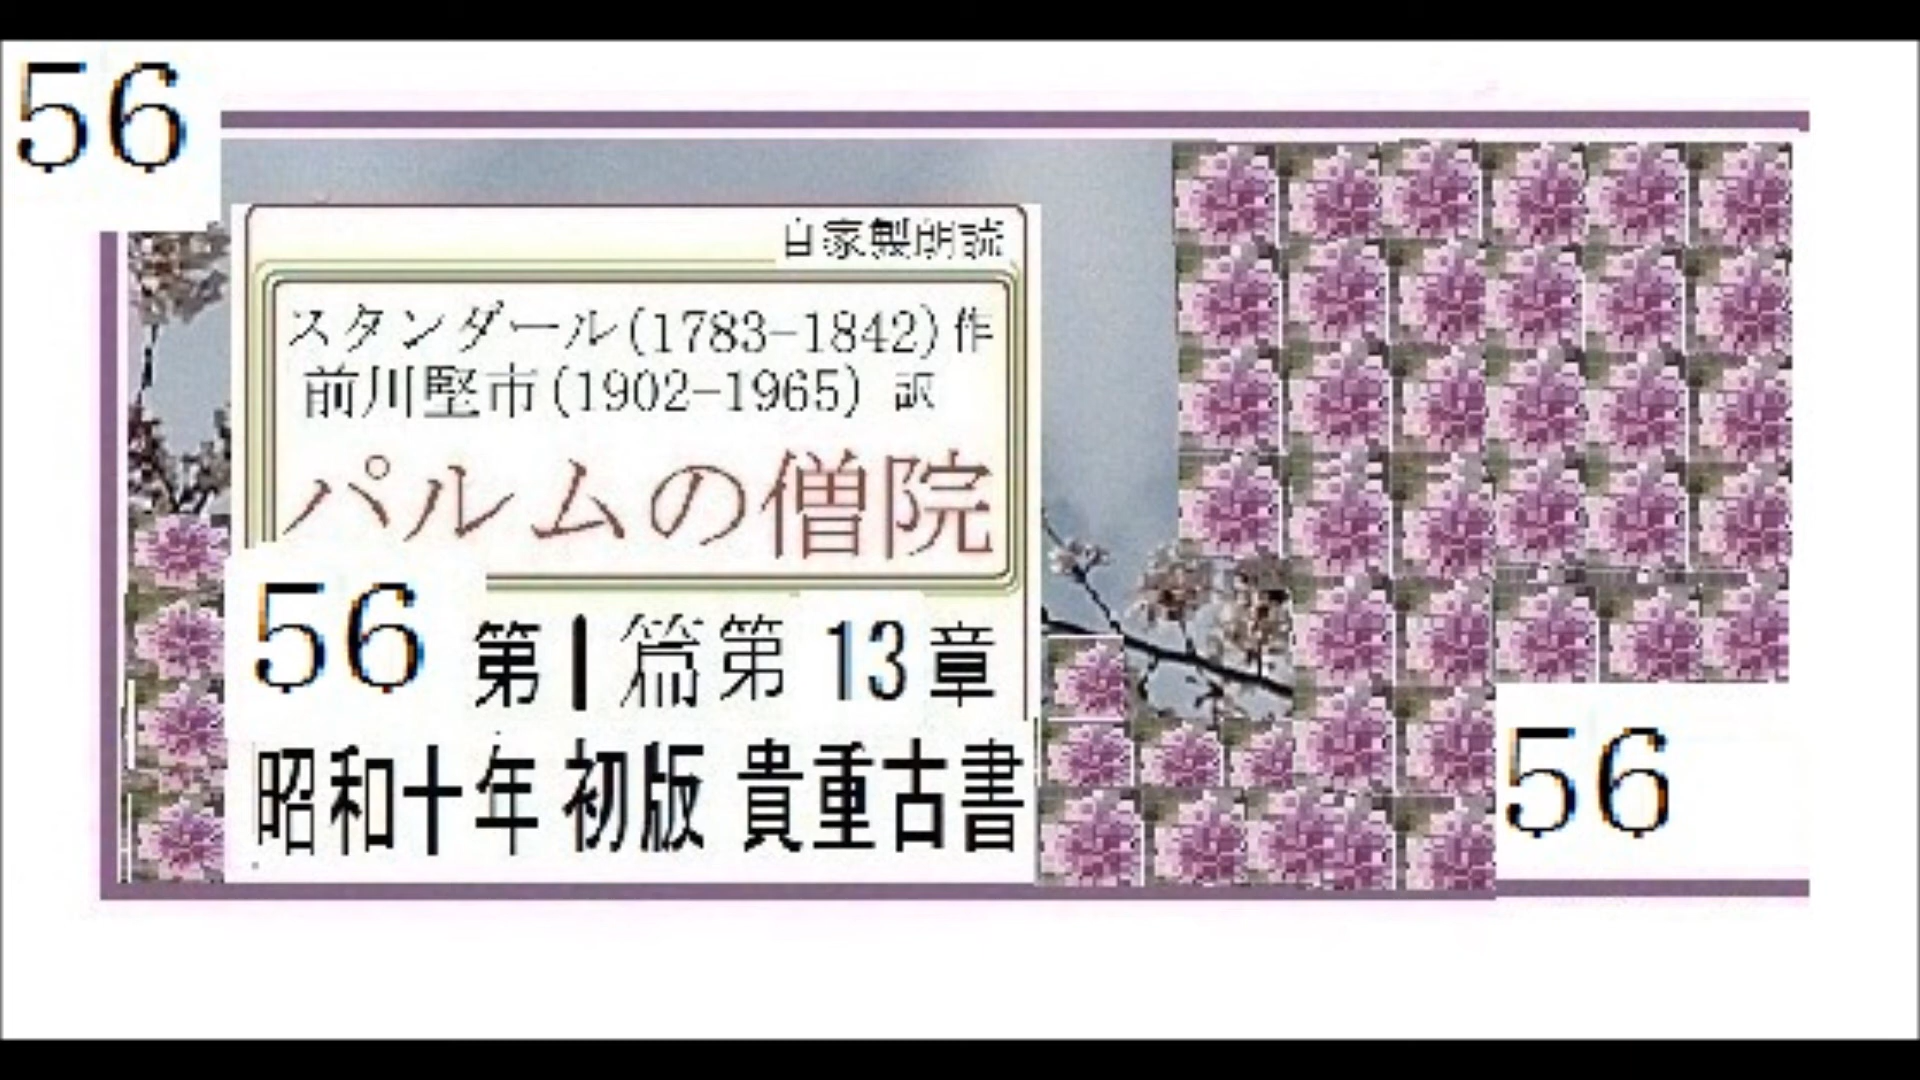 56
自家製朗読
スタンダール(1783-1842)作
前川堅市(1902-1965) 訳
パルムの僧院
56 第1篇第 13章
昭和十年 初版 貴重古書
56